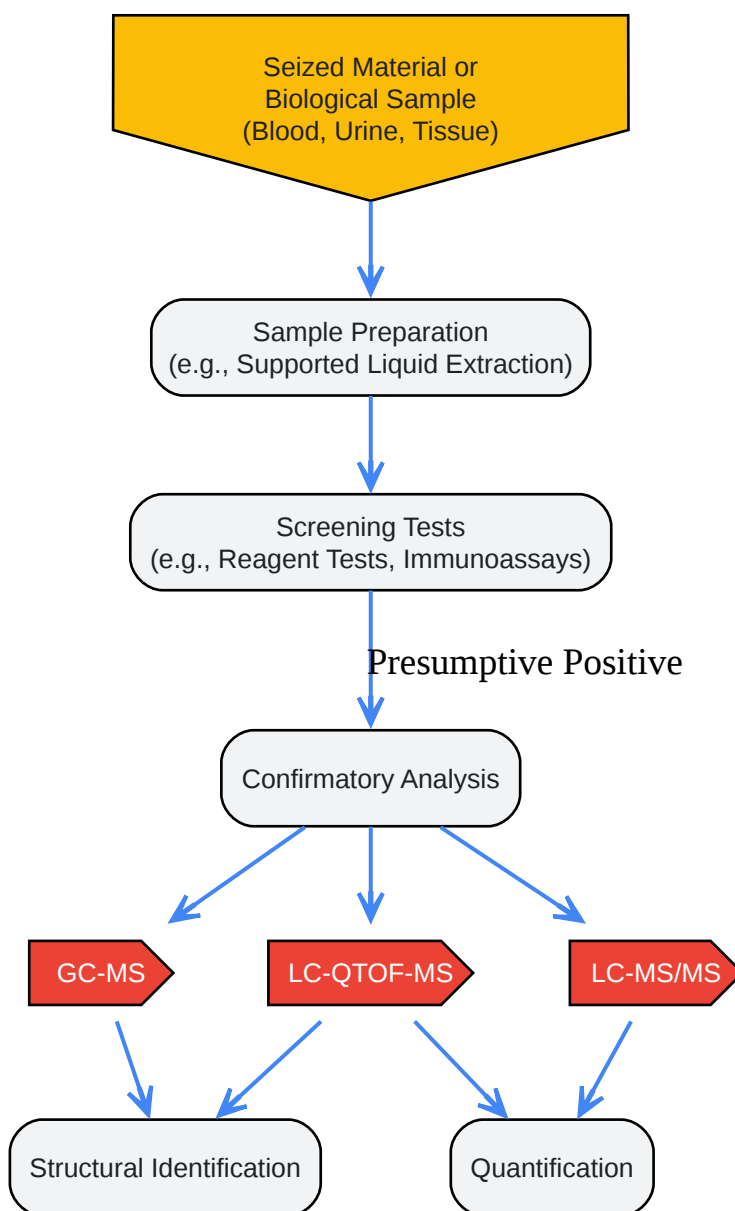 Seized Material or
Biological Sample
(Blood, Urine, Tissue)
Sample Preparation
(e.g., Supported Liquid Extraction)
Screening Tests
(e.g., Reagent Tests, Immunoassays)
Presumptive Positive
Confirmatory Analysis
GC-MS
LC-QTOF-MS
LC-MS/MS
Structural Identification
Quantification